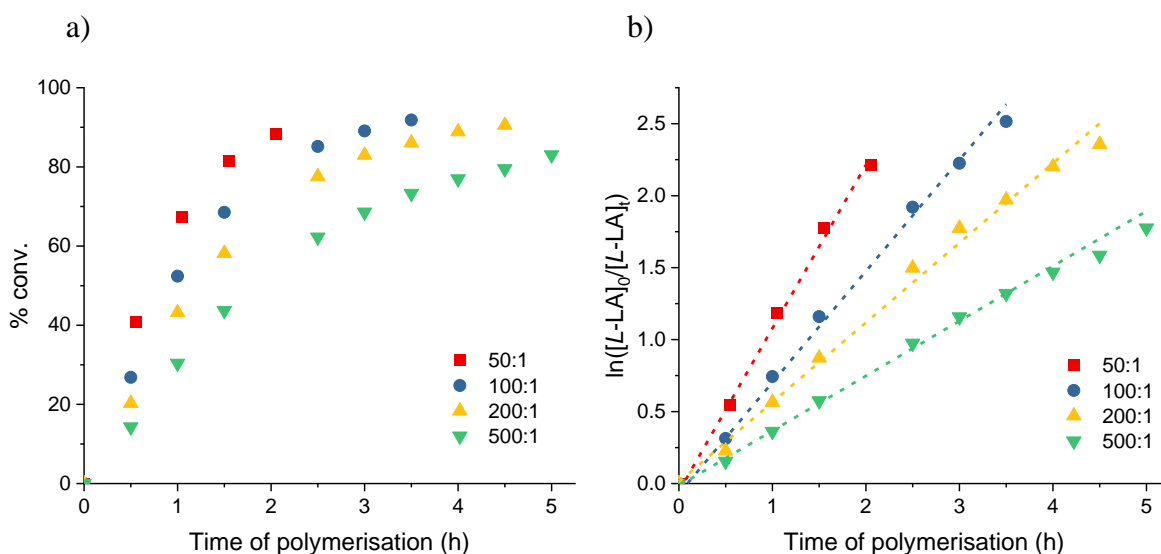 a)
100
80
60
40
20
0
% conv.
50:1
100:1
200:1
500:1
0 1 2 3 4 5
Time of polymerisation (h)
b)
2.5
2.0
1.5
1.0
0.5
0.0
ln([L-LA]0/[L-LA]t)
50:1
100:1
200:1
500:1
0 1 2 3 4 5
Time of polymerisation (h)